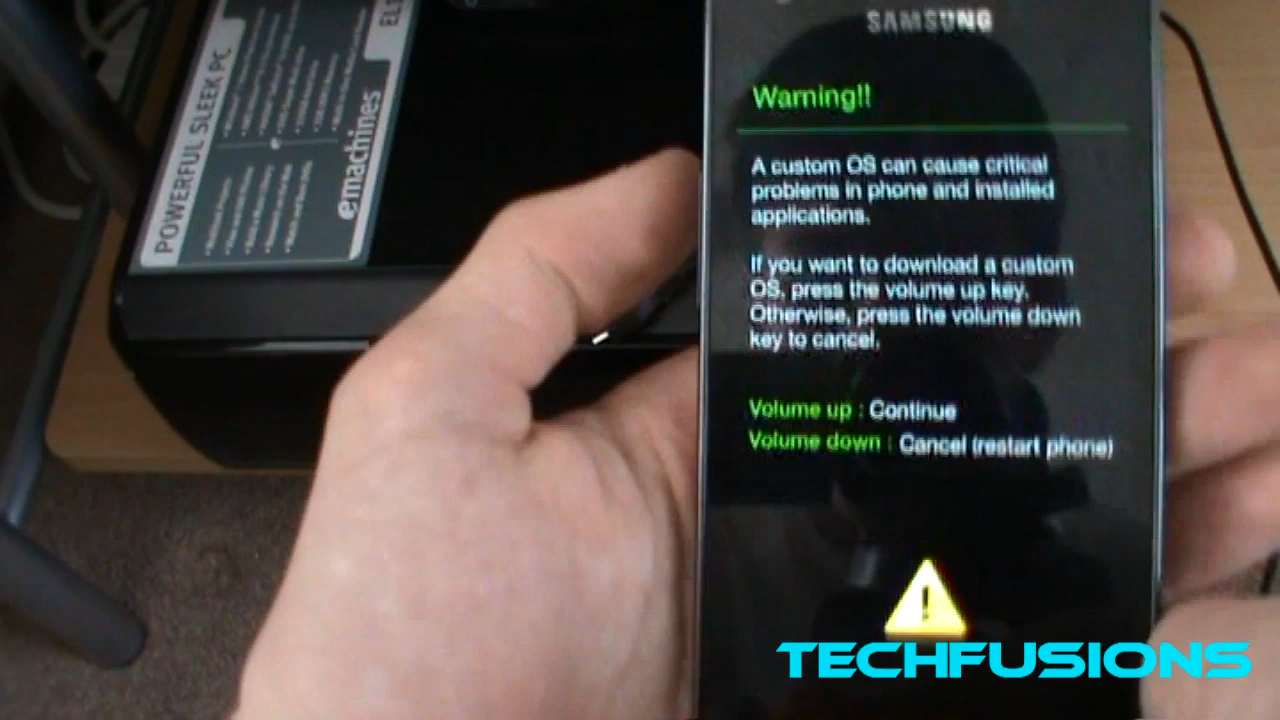 SAMSUNG
Warning!!
A custom OS can cause critical
problems in phone and installed
applications.
If you want to download a custom
OS, press the volume up key.
Otherwise, press the volume down
key to cancel.
Volume up : Continue
Volume down : Cancel (restart phone)
POWERFUL SLEEK PC
emachines
TECHFUSIONS